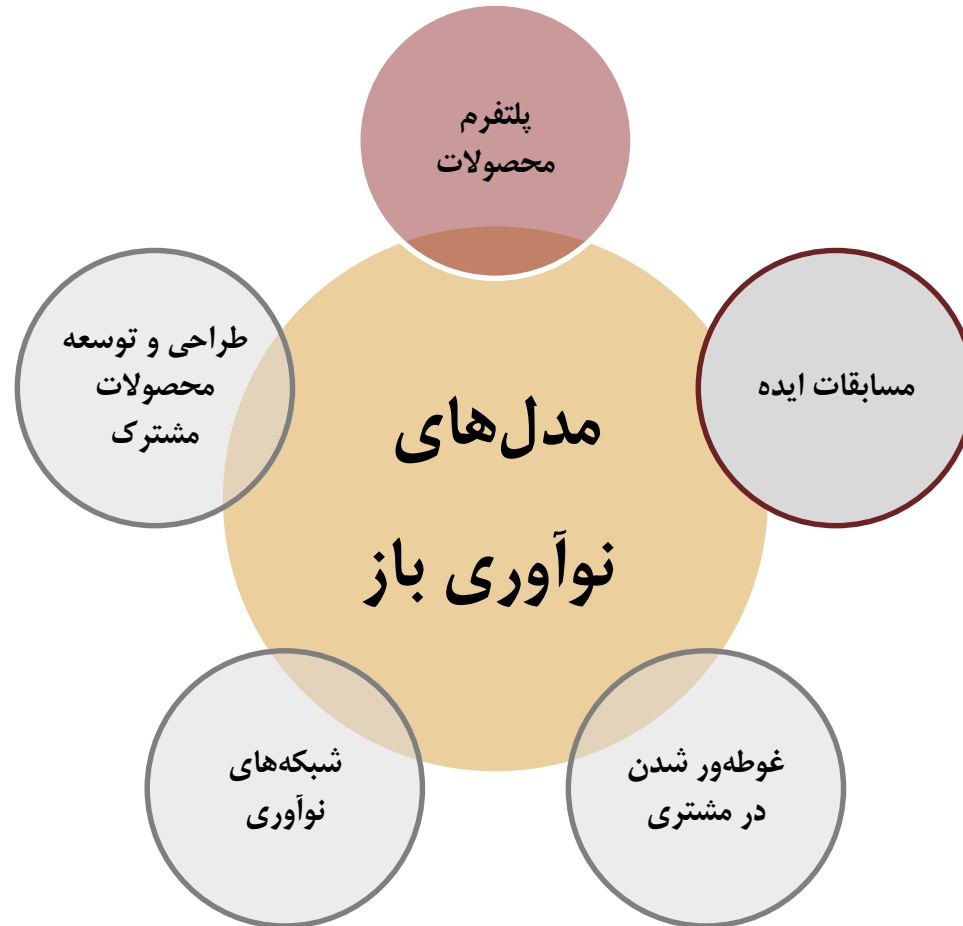 پلتفرم
محصولات
مسابقات ایده
طراحی و توسعه
محصولات
مشترک
مدل‌های
نوآوری باز
غوطه‌ور شدن
در مشتری
شبکه‌های
نوآوری